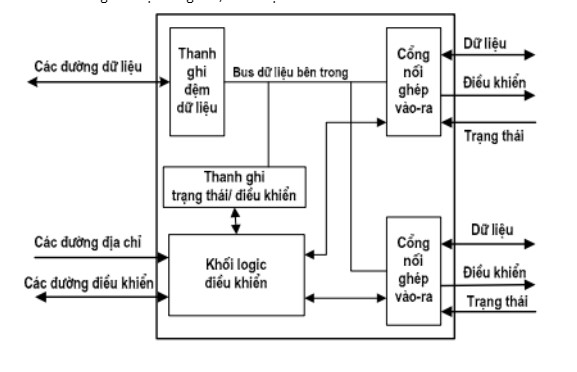 Các đường dữ liệu
Thanh
ghi
đệm
dữ liệu
Bus dữ liệu bên trong
Cổng
nối
ghép
vào-ra
Dữ liệu
Điều khiển
Trạng thái
Thanh ghi
trạng thái/ điều khiển
Các đường địa chỉ
Các đường điều khiển
Khối logic
điều khiển
Cổng
nối
ghép
vào-ra
Dữ liệu
Điều khiển
Trạng thái